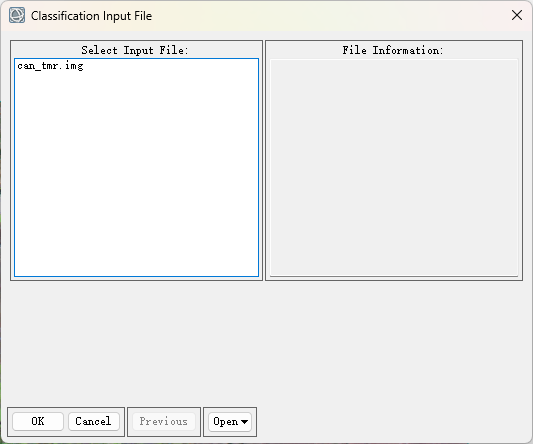 Classification Input File
Select Input File:
File Information:
can_tmr.img
OK
Cancel
Previous
Open